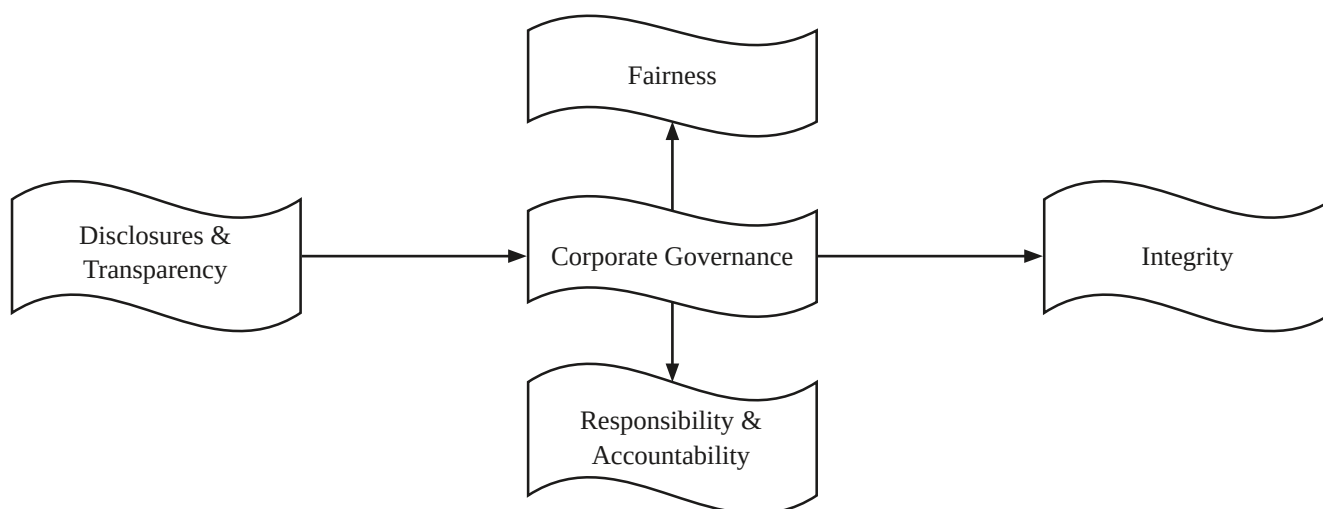 Fairness
Disclosures &
Transparency
Corporate Governance
Integrity
Responsibility &
Accountability